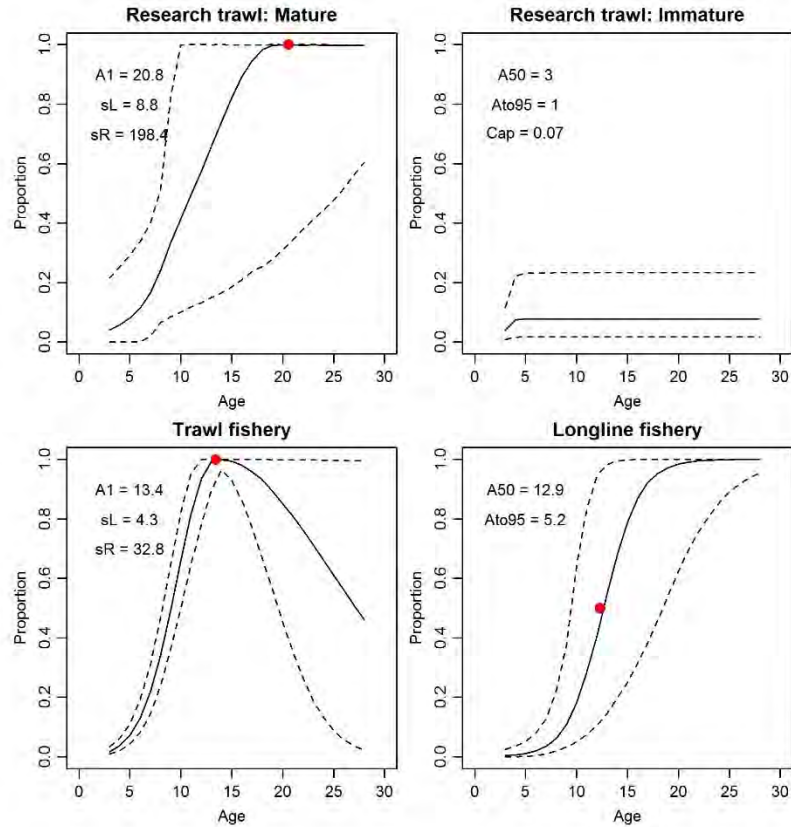 Research trawl: Mature
A1 = 20.8
sL = 8.8
sR = 198.4
Proportion
1.0
0.8
0.6
0.4
0.2
0.0
0 5 10 15 20 25 30
Age
Research trawl: Immature
A50 = 3
Ato95 = 1
Cap = 0.07
Proportion
1.0
0.8
0.6
0.4
0.2
0.0
0 5 10 15 20 25 30
Age
Trawl fishery
A1 = 13.4
sL = 4.3
sR = 32.8
Proportion
1.0
0.8
0.6
0.4
0.2
0.0
0 5 10 15 20 25 30
Age
Longline fishery
A50 = 12.9
Ato95 = 5.2
Proportion
1.0
0.8
0.6
0.4
0.2
0.0
0 5 10 15 20 25 30
Age